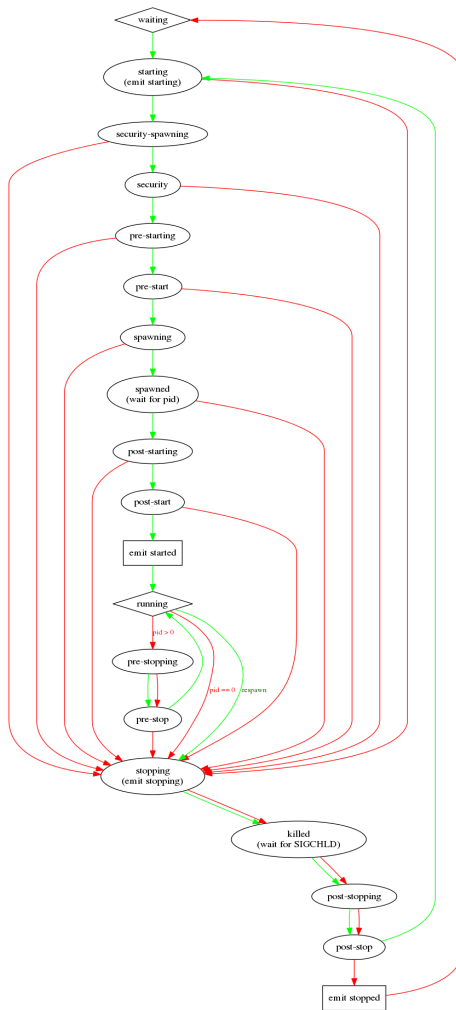 waiting
starting
(emit starting)
security-spawning
security
pre-starting
pre-start
spawning
spawned
(wait for pid)
post-starting
post-start
emit started
running
pid > 0
pre-stopping
pid == 0
respawn
pre-stop
stopping
(emit stopping)
killed
(wait for SIGCHLD)
post-stopping
post-stop
emit stopped